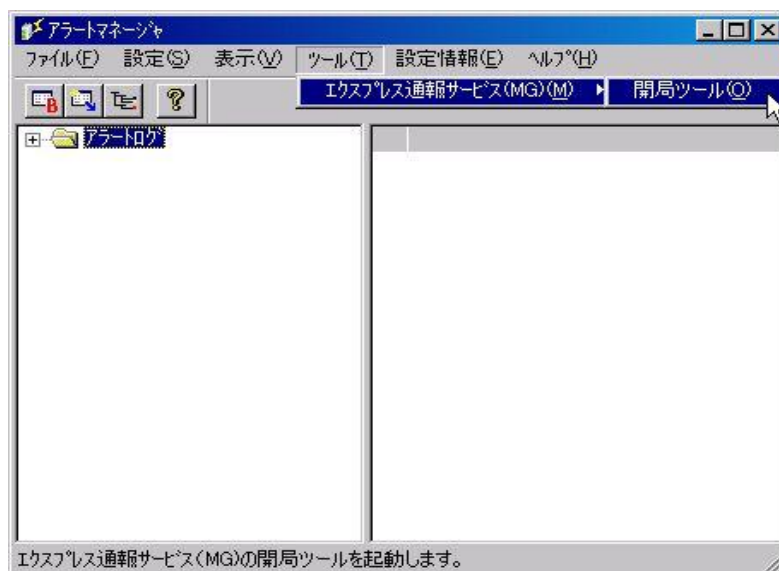 アラートマネージャ
ファイル(F) 設定(S) 表示(V) ツール(T) 設定情報(E) ヘルプ(H)
エクスプレス通報サービス(MG)(M) 開局ツール(O)
アラートログ
エクスプレス通報サービス(MG)の開局ツールを起動します。